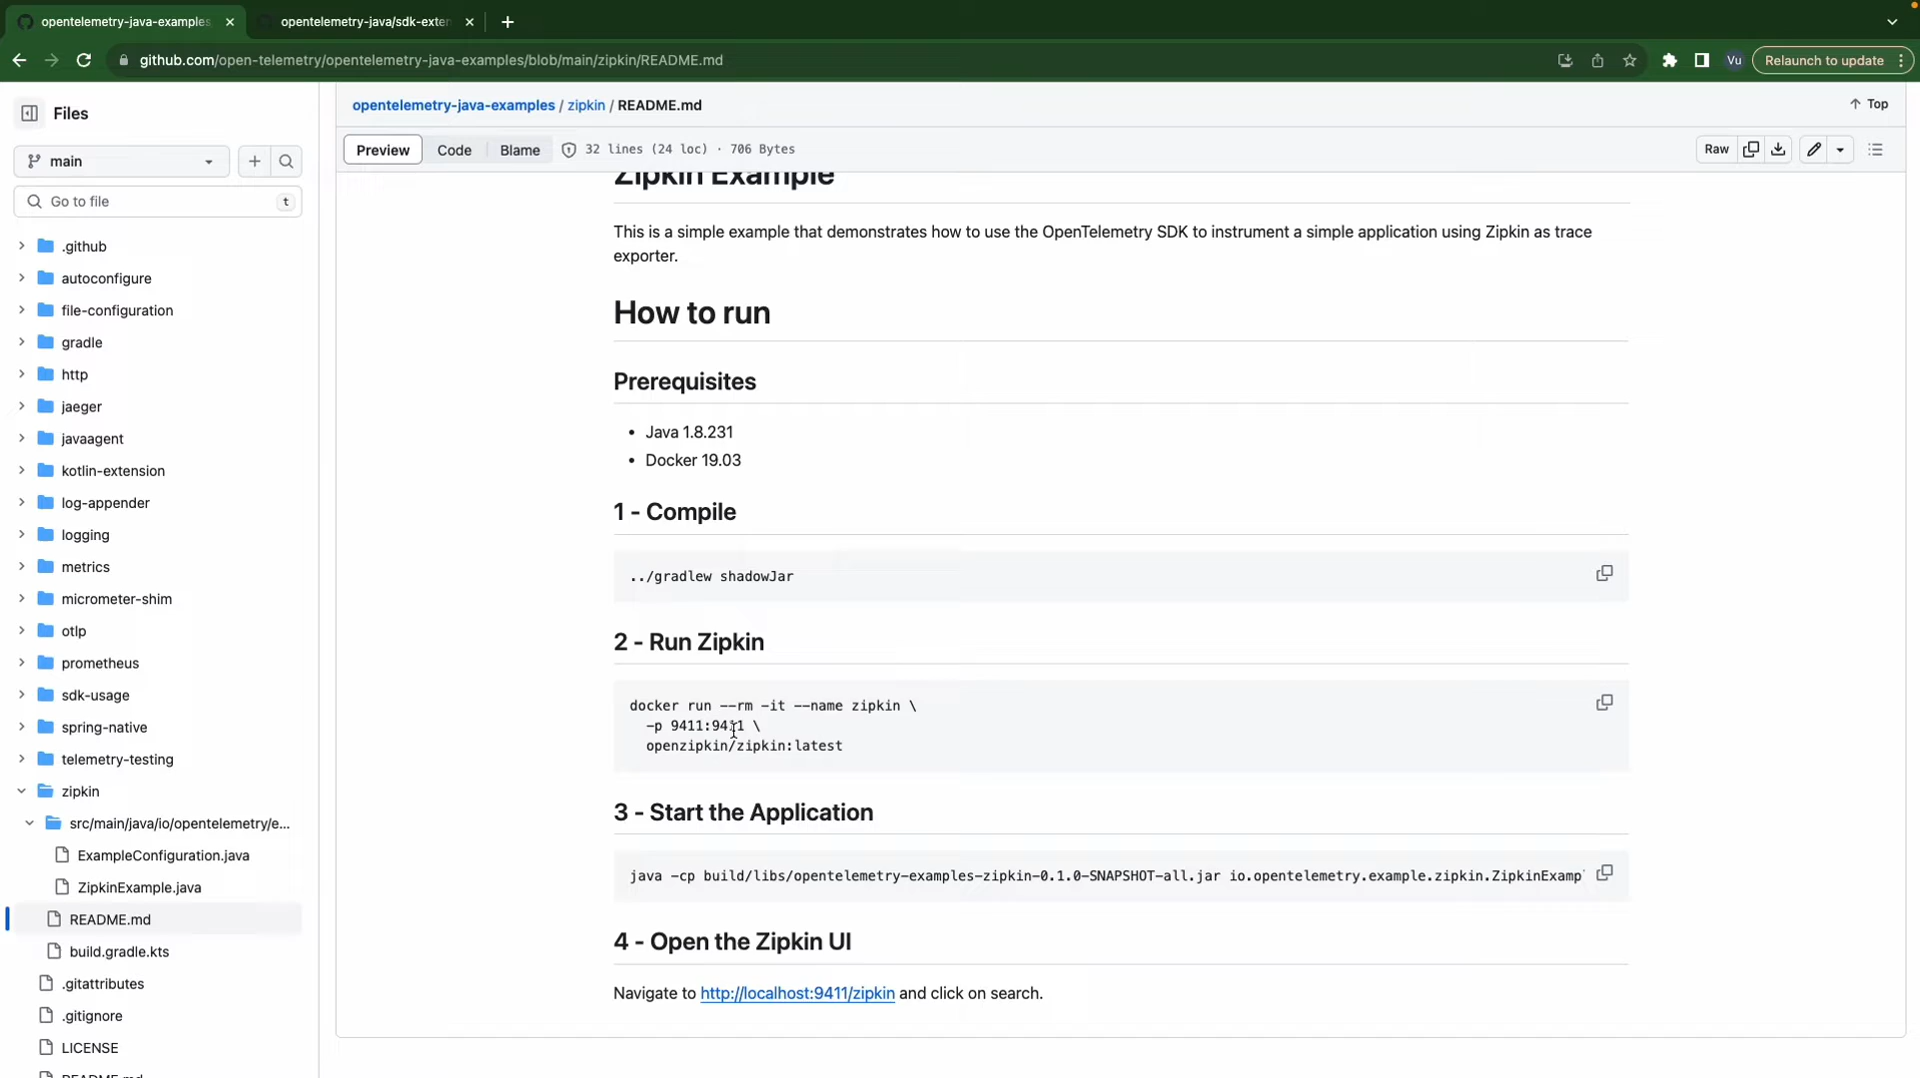 opentelemetry-java-examples
opentelemetry-java/sdk-exter
github.com/open-telemetry/opentelemetry-java-examples/blob/main/zipkin/README.md
Vu
Relaunch to update
Files
main
Go to file
t
.github
autoconfigure
file-configuration
gradle
http
jaeger
javaagent
kotlin-extension
log-appender
logging
metrics
micrometer-shim
otlp
prometheus
sdk-usage
spring-native
telemetry-testing
zipkin
src/main/java/io/opentelemetry/e...
ExampleConfiguration.java
ZipkinExample.java
README.md
build.gradle.kts
.gitattributes
.gitignore
LICENSE
README.md
opentelemetry-java-examples / zipkin / README.md
Top
Preview
Code
Blame
32 lines (24 loc) · 706 Bytes
Raw
Zipkin Example
This is a simple example that demonstrates how to use the OpenTelemetry SDK to instrument a simple application using Zipkin as trace
exporter.
How to run
Prerequisites
• Java 1.8.231
• Docker 19.03
1 - Compile
../gradlew shadowJar
2 - Run Zipkin
docker run --rm -it --name zipkin \
-p 9411:9411 \
openzipkin/zipkin:latest
3 - Start the Application
java -cp build/libs/opentelemetry-examples-zipkin-0.1.0-SNAPSHOT-all.jar io.opentelemetry.example.zipkin.ZipkinExamp
4 - Open the Zipkin UI
Navigate to http://localhost:9411/zipkin and click on search.